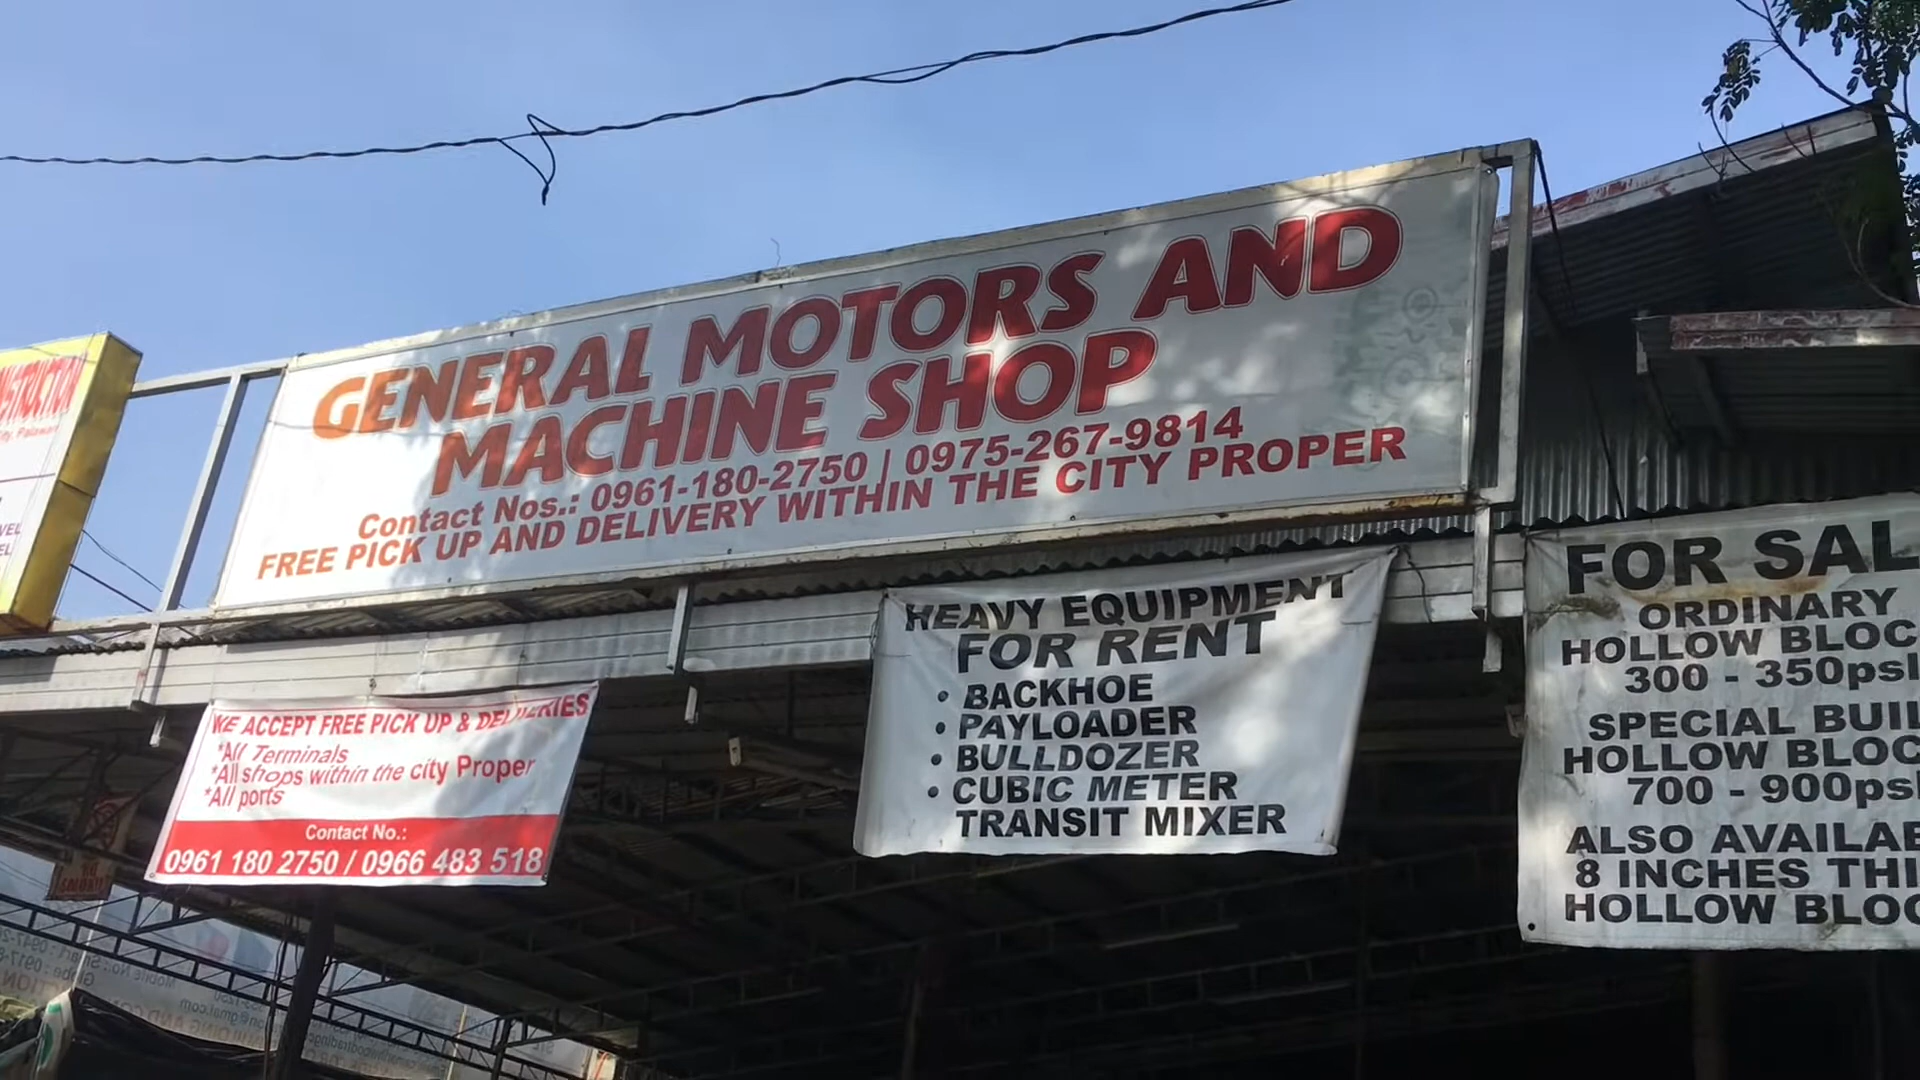 GENERAL MOTORS AND
MACHINE SHOP
Contact Nos.: 0961-180-2750 | 0975-267-9814
FREE PICK UP AND DELIVERY WITHIN THE CITY PROPER
WE ACCEPT FREE PICK UP & DELIVERIES
*All Terminals
*All shops within the city Proper
*All ports
Contact No.:
0961 180 2750 / 0966 483 518
HEAVY EQUIPMENT
FOR RENT
• BACKHOE
• PAYLOADER
• BULLDOZER
• CUBIC METER
TRANSIT MIXER
FOR SAL
ORDINARY
HOLLOW BLOC
300 - 350psi
SPECIAL BUIL
HOLLOW BLOC
700 - 900psi
ALSO AVAILAB
8 INCHES THI
HOLLOW BLOC